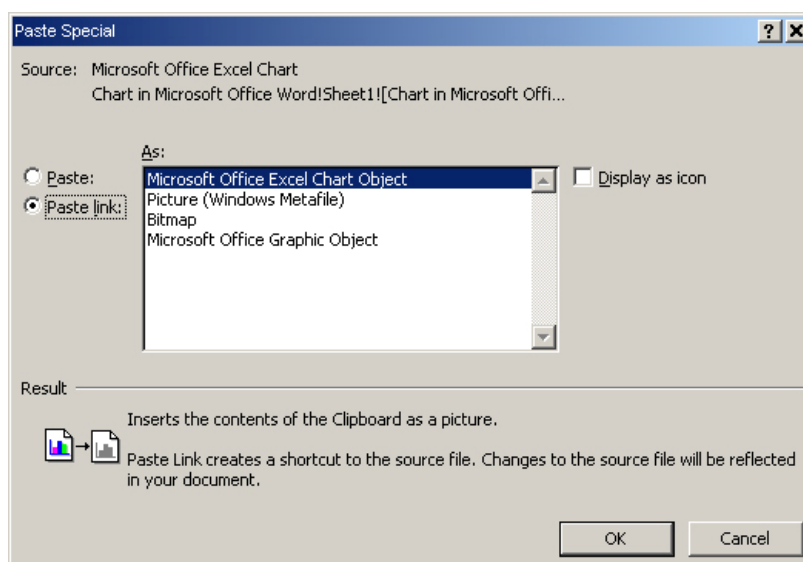 Paste Special
Source: Microsoft Office Excel Chart
Chart in Microsoft Office Word!Sheet1![Chart in Microsoft Offi...
As:
Paste:
Paste link:
Microsoft Office Excel Chart Object
Picture (Windows Metafile)
Bitmap
Microsoft Office Graphic Object
Display as icon
Result
Inserts the contents of the Clipboard as a picture.
Paste Link creates a shortcut to the source file. Changes to the source file will be reflected
in your document.
OK
Cancel